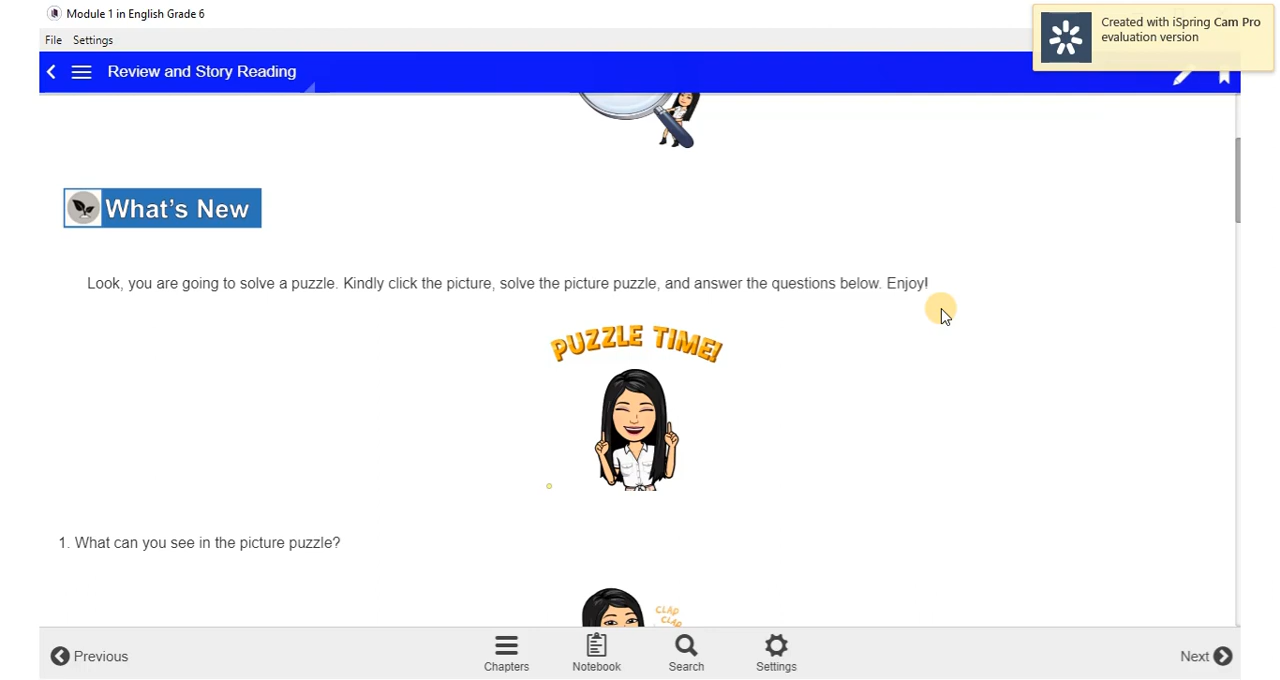 Module 1 in English Grade 6
Created with iSpring Cam Pro
evaluation version
File Settings
Review and Story Reading
What's New
Look, you are going to solve a puzzle. Kindly click the picture, solve the picture puzzle, and answer the questions below. Enjoy!
PUZZLE TIME!
1. What can you see in the picture puzzle?
CLAP
CLAP
Previous
Chapters
Notebook
Search
Settings
Next